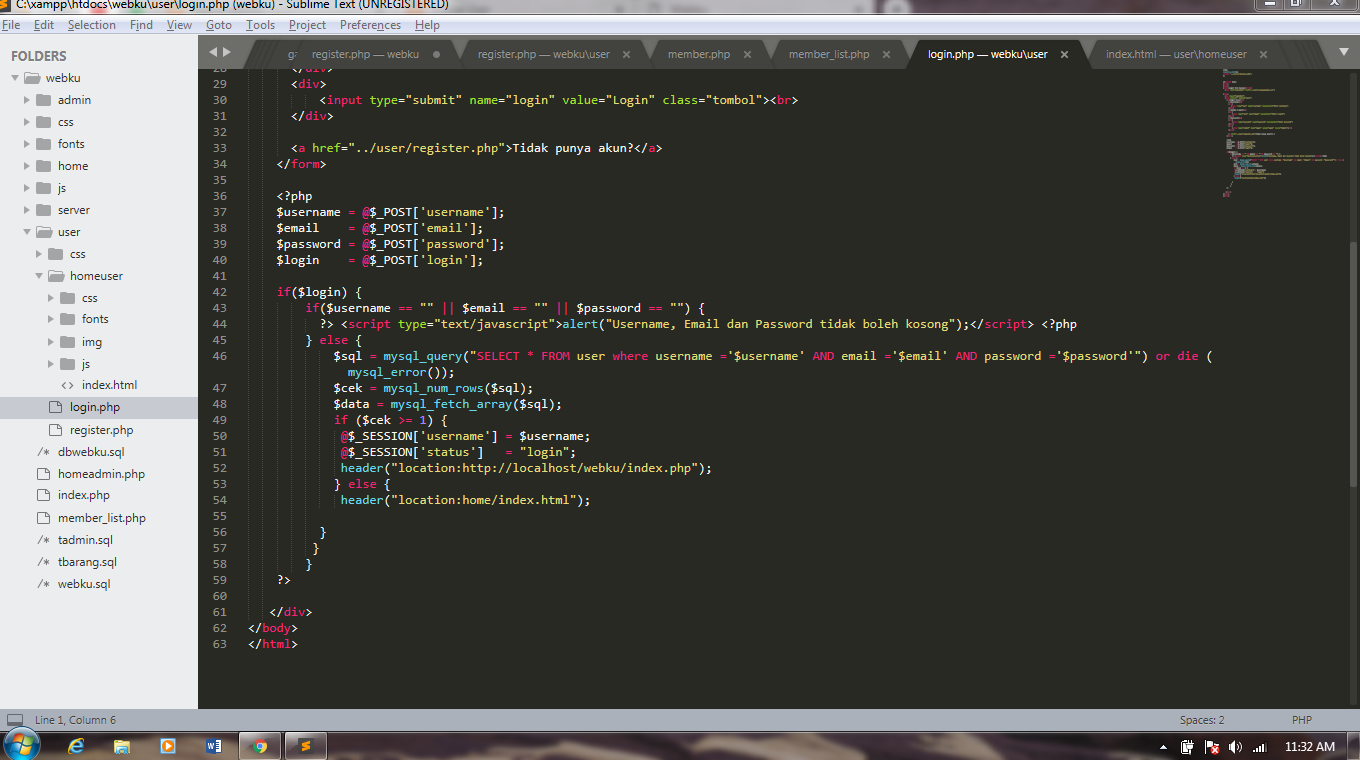 C:\xampp\htdocs\webku\user\login.php (webku) - Sublime Text (UNREGISTERED)
File Edit Selection Find View Goto Tools Project Preferences Help
FOLDERS
webku
admin
css
fonts
home
js
server
user
css
homeuser
css
fonts
img
js
index.html
login.php
register.php
dbwebku.sql
homeadmin.php
index.php
member_list.php
tadmin.sql
tbarang.sql
webku.sql
register.php — webku register.php — webku\user member.php member_list.php login.php — webku\user index.html — user\homeuser
28 </div>
29 <div>
30 <input type="submit" name="login" value="Login" class="tombol"><br>
31 </div>
32
33 <a href="../user/register.php">Tidak punya akun?</a>
34 </form>
35
36 <?php
37 $username = @$_POST['username'];
38 $email = @$_POST['email'];
39 $password = @$_POST['password'];
40 $login = @$_POST['login'];
41
42 if($login) {
43 if($username == "" || $email == "" || $password == "") {
44 ?> <script type="text/javascript">alert("Username, Email dan Password tidak boleh kosong");</script> <?php
45 } else {
46 $sql = mysql_query("SELECT * FROM user where username ='$username' AND email ='$email' AND password ='$password'") or die (
mysql_error());
47 $cek = mysql_num_rows($sql);
48 $data = mysql_fetch_array($sql);
49 if ($cek >= 1) {
50 @$_SESSION['username'] = $username;
51 @$_SESSION['status'] = "login";
52 header("location:http://localhost/webku/index.php");
53 } else {
54 header("location:home/index.html");
55
56 }
57 }
58 }
59 ?>
60
61 </div>
62 </body>
63 </html>
Line 1, Column 6 Spaces: 2 PHP
11:32 AM